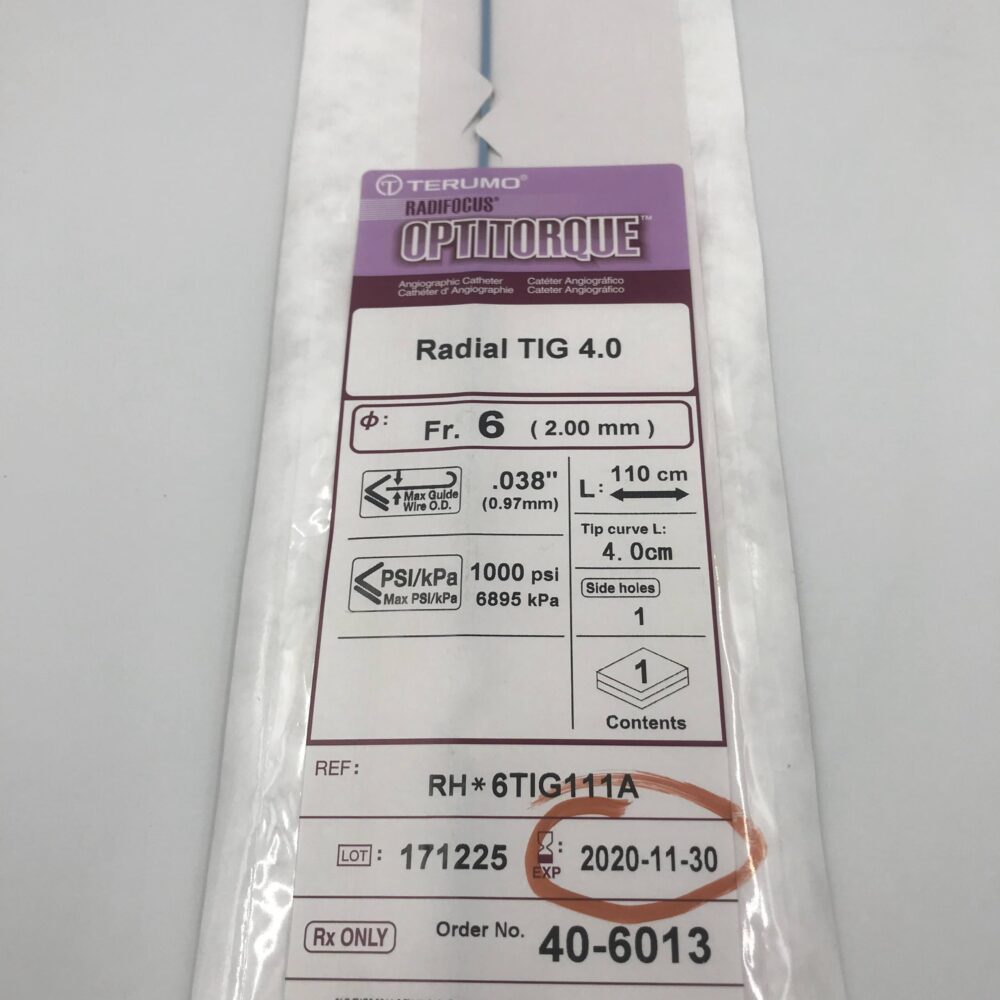 T TERUMO®
RADIFOCUS®
OPTITORQUE™
Angiographic Catheter Catéter Angiográfico
Cathéter d' Angiographie Cateter Angiográfico
Radial TIG 4.0
ϕ: Fr. 6 (2.00 mm)
Max Guide Wire O.D. .038"
(0.97mm)
L: 110 cm
Tip curve L:
4.0cm
PSI/kPa 1000 psi
Max PSI/kPa 6895 kPa
Side holes
1
1
Contents
REF:
RH*6TIG111A
LOT: 171225 EXP: 2020-11-30
Rx ONLY Order No. 40-6013